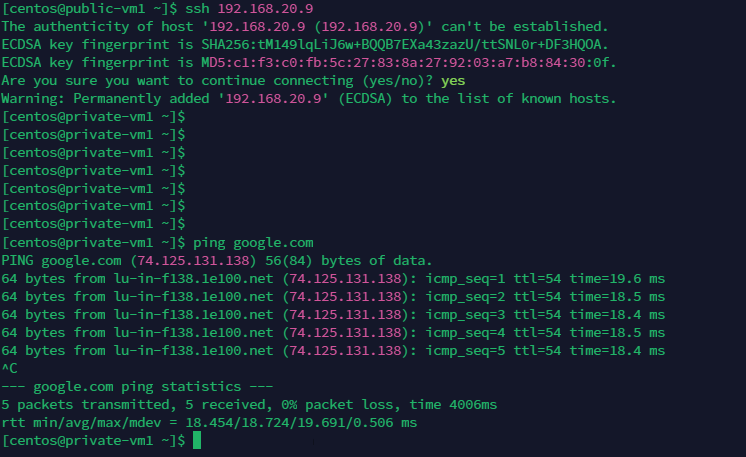 [centos@public-vm1 ~]$ ssh 192.168.20.9
The authenticity of host '192.168.20.9 (192.168.20.9)' can't be established.
ECDSA key fingerprint is SHA256:tM149lqLiJ6w+BQQB7EXa43zazU/ttSNL0r+DF3HQOA.
ECDSA key fingerprint is MD5:c1:f3:c0:fb:5c:27:83:8a:27:92:03:a7:b8:84:30:0f.
Are you sure you want to continue connecting (yes/no)? yes
Warning: Permanently added '192.168.20.9' (ECDSA) to the list of known hosts.
[centos@private-vm1 ~]$
[centos@private-vm1 ~]$
[centos@private-vm1 ~]$
[centos@private-vm1 ~]$
[centos@private-vm1 ~]$
[centos@private-vm1 ~]$
[centos@private-vm1 ~]$
[centos@private-vm1 ~]$ ping google.com
PING google.com (74.125.131.138) 56(84) bytes of data.
64 bytes from lu-in-f138.1e100.net (74.125.131.138): icmp_seq=1 ttl=54 time=19.6 ms
64 bytes from lu-in-f138.1e100.net (74.125.131.138): icmp_seq=2 ttl=54 time=18.5 ms
64 bytes from lu-in-f138.1e100.net (74.125.131.138): icmp_seq=3 ttl=54 time=18.4 ms
64 bytes from lu-in-f138.1e100.net (74.125.131.138): icmp_seq=4 ttl=54 time=18.5 ms
64 bytes from lu-in-f138.1e100.net (74.125.131.138): icmp_seq=5 ttl=54 time=18.4 ms
^C
--- google.com ping statistics ---
5 packets transmitted, 5 received, 0% packet loss, time 4006ms
rtt min/avg/max/mdev = 18.454/18.724/19.691/0.506 ms
[centos@private-vm1 ~]$